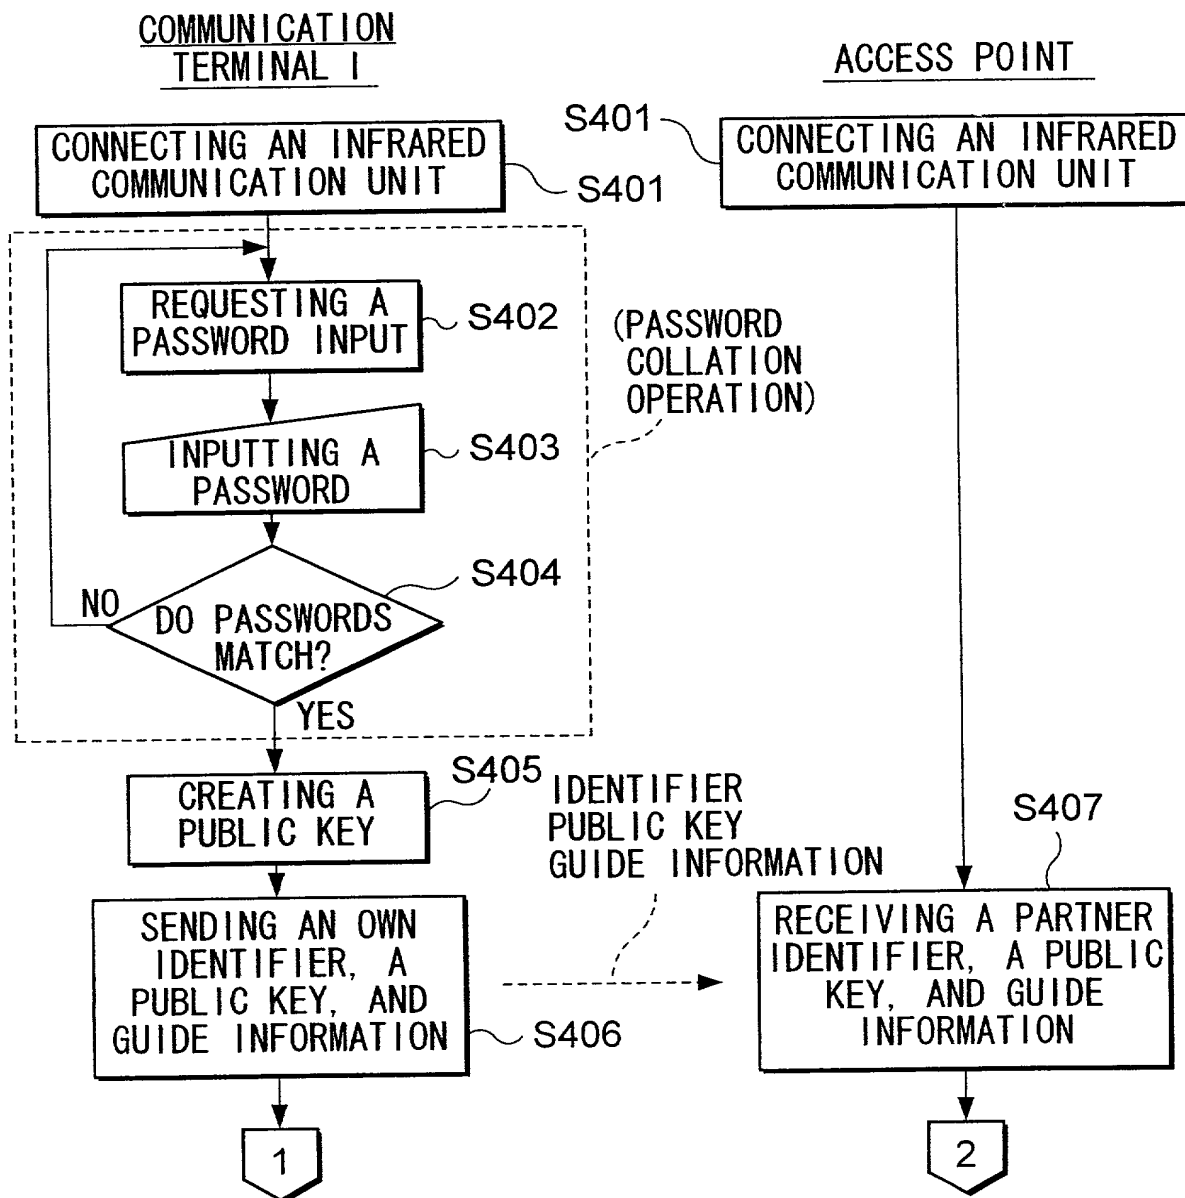 COMMUNICATION
TERMINAL 1
ACCESS POINT
CONNECTING AN INFRARED
COMMUNICATION UNIT
S401
S401
CONNECTING AN INFRARED
COMMUNICATION UNIT
REQUESTING A
PASSWORD INPUT
S402
(PASSWORD
COLLATION
OPERATION)
INPUTTING A
PASSWORD
S403
S404
NO
DO PASSWORDS
MATCH?
YES
CREATING A
PUBLIC KEY
S405
IDENTIFIER
PUBLIC KEY
GUIDE INFORMATION
S407
SENDING AN OWN
IDENTIFIER, A
PUBLIC KEY, AND
GUIDE INFORMATION
S406
RECEIVING A PARTNER
IDENTIFIER, A PUBLIC
KEY, AND GUIDE
INFORMATION
1
2